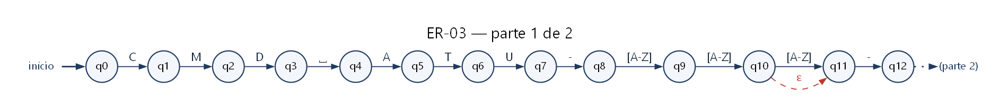 ER-03 — parte 1 de 2
C M D ⎵ A T U - [A-Z] [A-Z] [A-Z] -
início q0 q1 q2 q3 q4 q5 q6 q7 q8 q9 q10 q11 q12 (parte 2)
ε